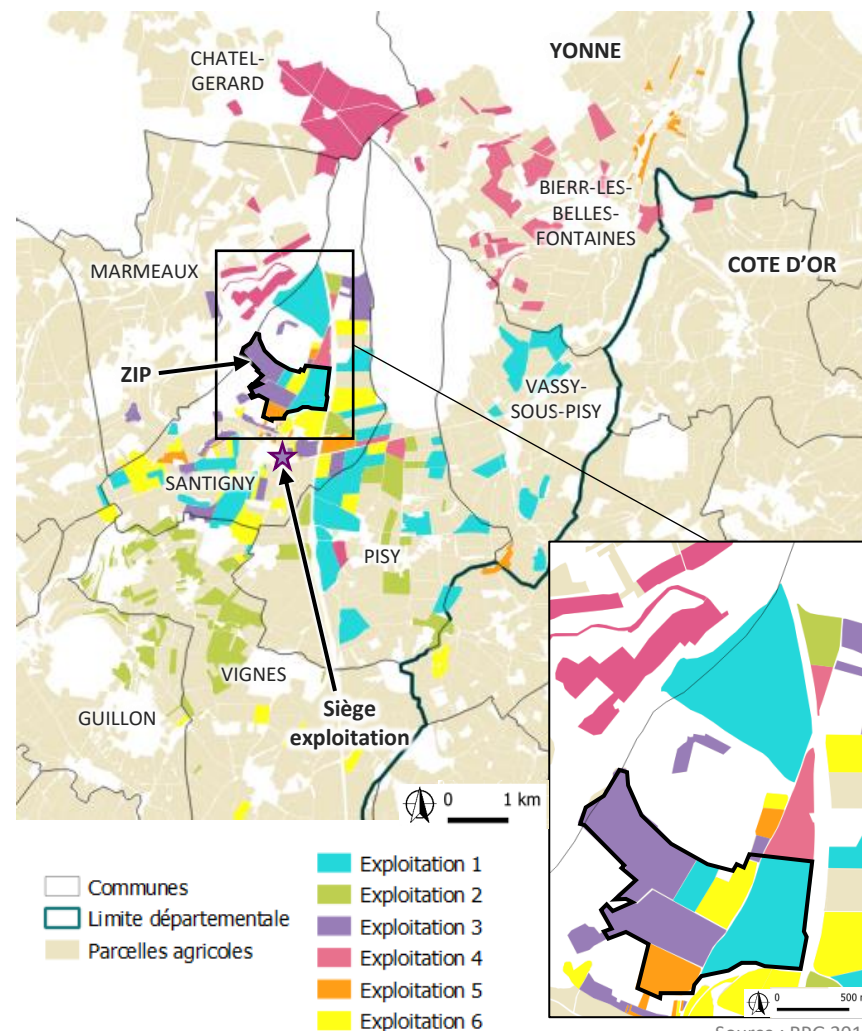 CHATEL-
GERARD
YONNE
BIERR-LES-
BELLES-
FONTAINES
MARMEAUX
COTE D'OR
ZIP
VASSY-
SOUS-PISY
SANTIGNY
PISY
VIGNES
GUILLON
Siège
exploitation
0 1 km
Communes
Limite départementale
Parcelles agricoles
Exploitation 1
Exploitation 2
Exploitation 3
Exploitation 4
Exploitation 5
Exploitation 6
0 500 m